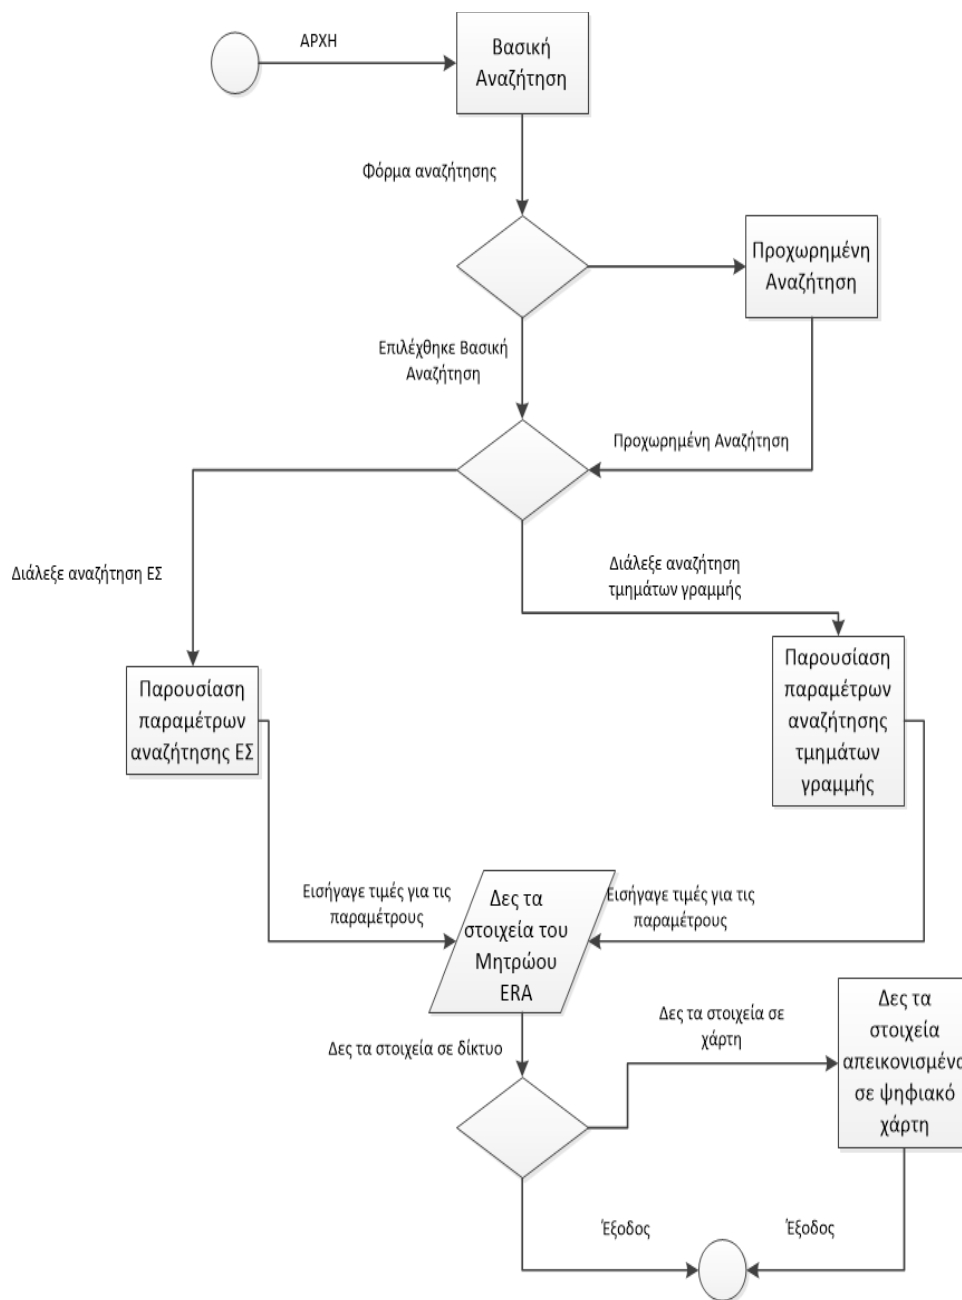 ΑΡΧΗ
Βασική
Αναζήτηση
Φόρμα αναζήτησης
Προχωρημένη
Αναζήτηση
Επιλέχθηκε Βασική
Αναζήτηση
Προχωρημένη Αναζήτηση
Διάλεξε αναζήτηση ΕΣ
Διάλεξε αναζήτηση
τμημάτων γραμμής
Παρουσίαση
παραμέτρων
αναζήτησης ΕΣ
Παρουσίαση
παραμέτρων
αναζήτησης
τμημάτων
γραμμής
Εισήγαγε τιμές για τις
παραμέτρους
Δες τα
στοιχεία του
Μητρώου
ERA
Εισήγαγε τιμές για τις
παραμέτρους
Δες τα στοιχεία σε δίκτυο
Δες τα στοιχεία σε
χάρτη
Δες τα
στοιχεία
απεικονισμένα
σε ψηφιακό
χάρτη
Έξοδος
Έξοδος